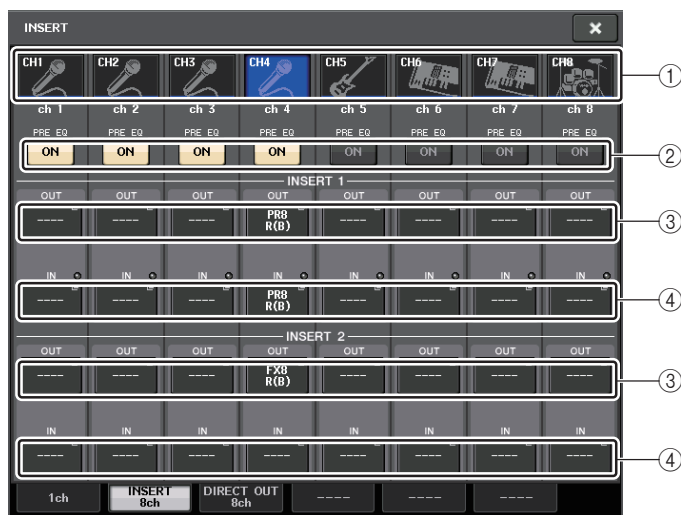 INSERT ×
CH1 CH2 CH3 CH4 CH5 CH6 CH7 CH8
①
ch 1 ch 2 ch 3 ch 4 ch 5 ch 6 ch 7 ch 8
PRE EQ PRE EQ PRE EQ PRE EQ PRE EQ PRE EQ PRE EQ PRE EQ
ON ON ON ON ON ON ON ON
②
INSERT 1
OUT OUT OUT OUT OUT OUT OUT OUT
---- ---- ---- PR8 R(B) ---- ---- ---- ----
③
IN IN IN IN IN IN IN IN
---- ---- ---- PR8 R(B) ---- ---- ---- ----
④
INSERT 2
OUT OUT OUT OUT OUT OUT OUT OUT
---- ---- ---- FX8 R(B) ---- ---- ---- ----
③
IN IN IN IN IN IN IN IN
---- ---- ---- ---- ---- ---- ---- ----
④
1ch INSERT 8ch DIRECT OUT 8ch ---- ---- ----